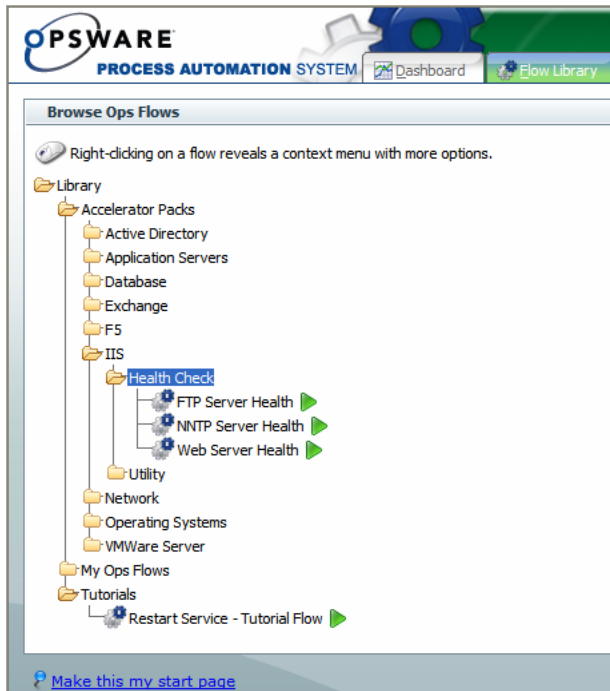 OPSWARE
PROCESS AUTOMATION SYSTEM
Dashboard
Flow Library
Browse Ops Flows
Right-clicking on a flow reveals a context menu with more options.
Library
Accelerator Packs
Active Directory
Application Servers
Database
Exchange
F5
IIS
Health Check
FTP Server Health
NNTP Server Health
Web Server Health
Utility
Network
Operating Systems
VMWare Server
My Ops Flows
Tutorials
Restart Service - Tutorial Flow
Make this my start page